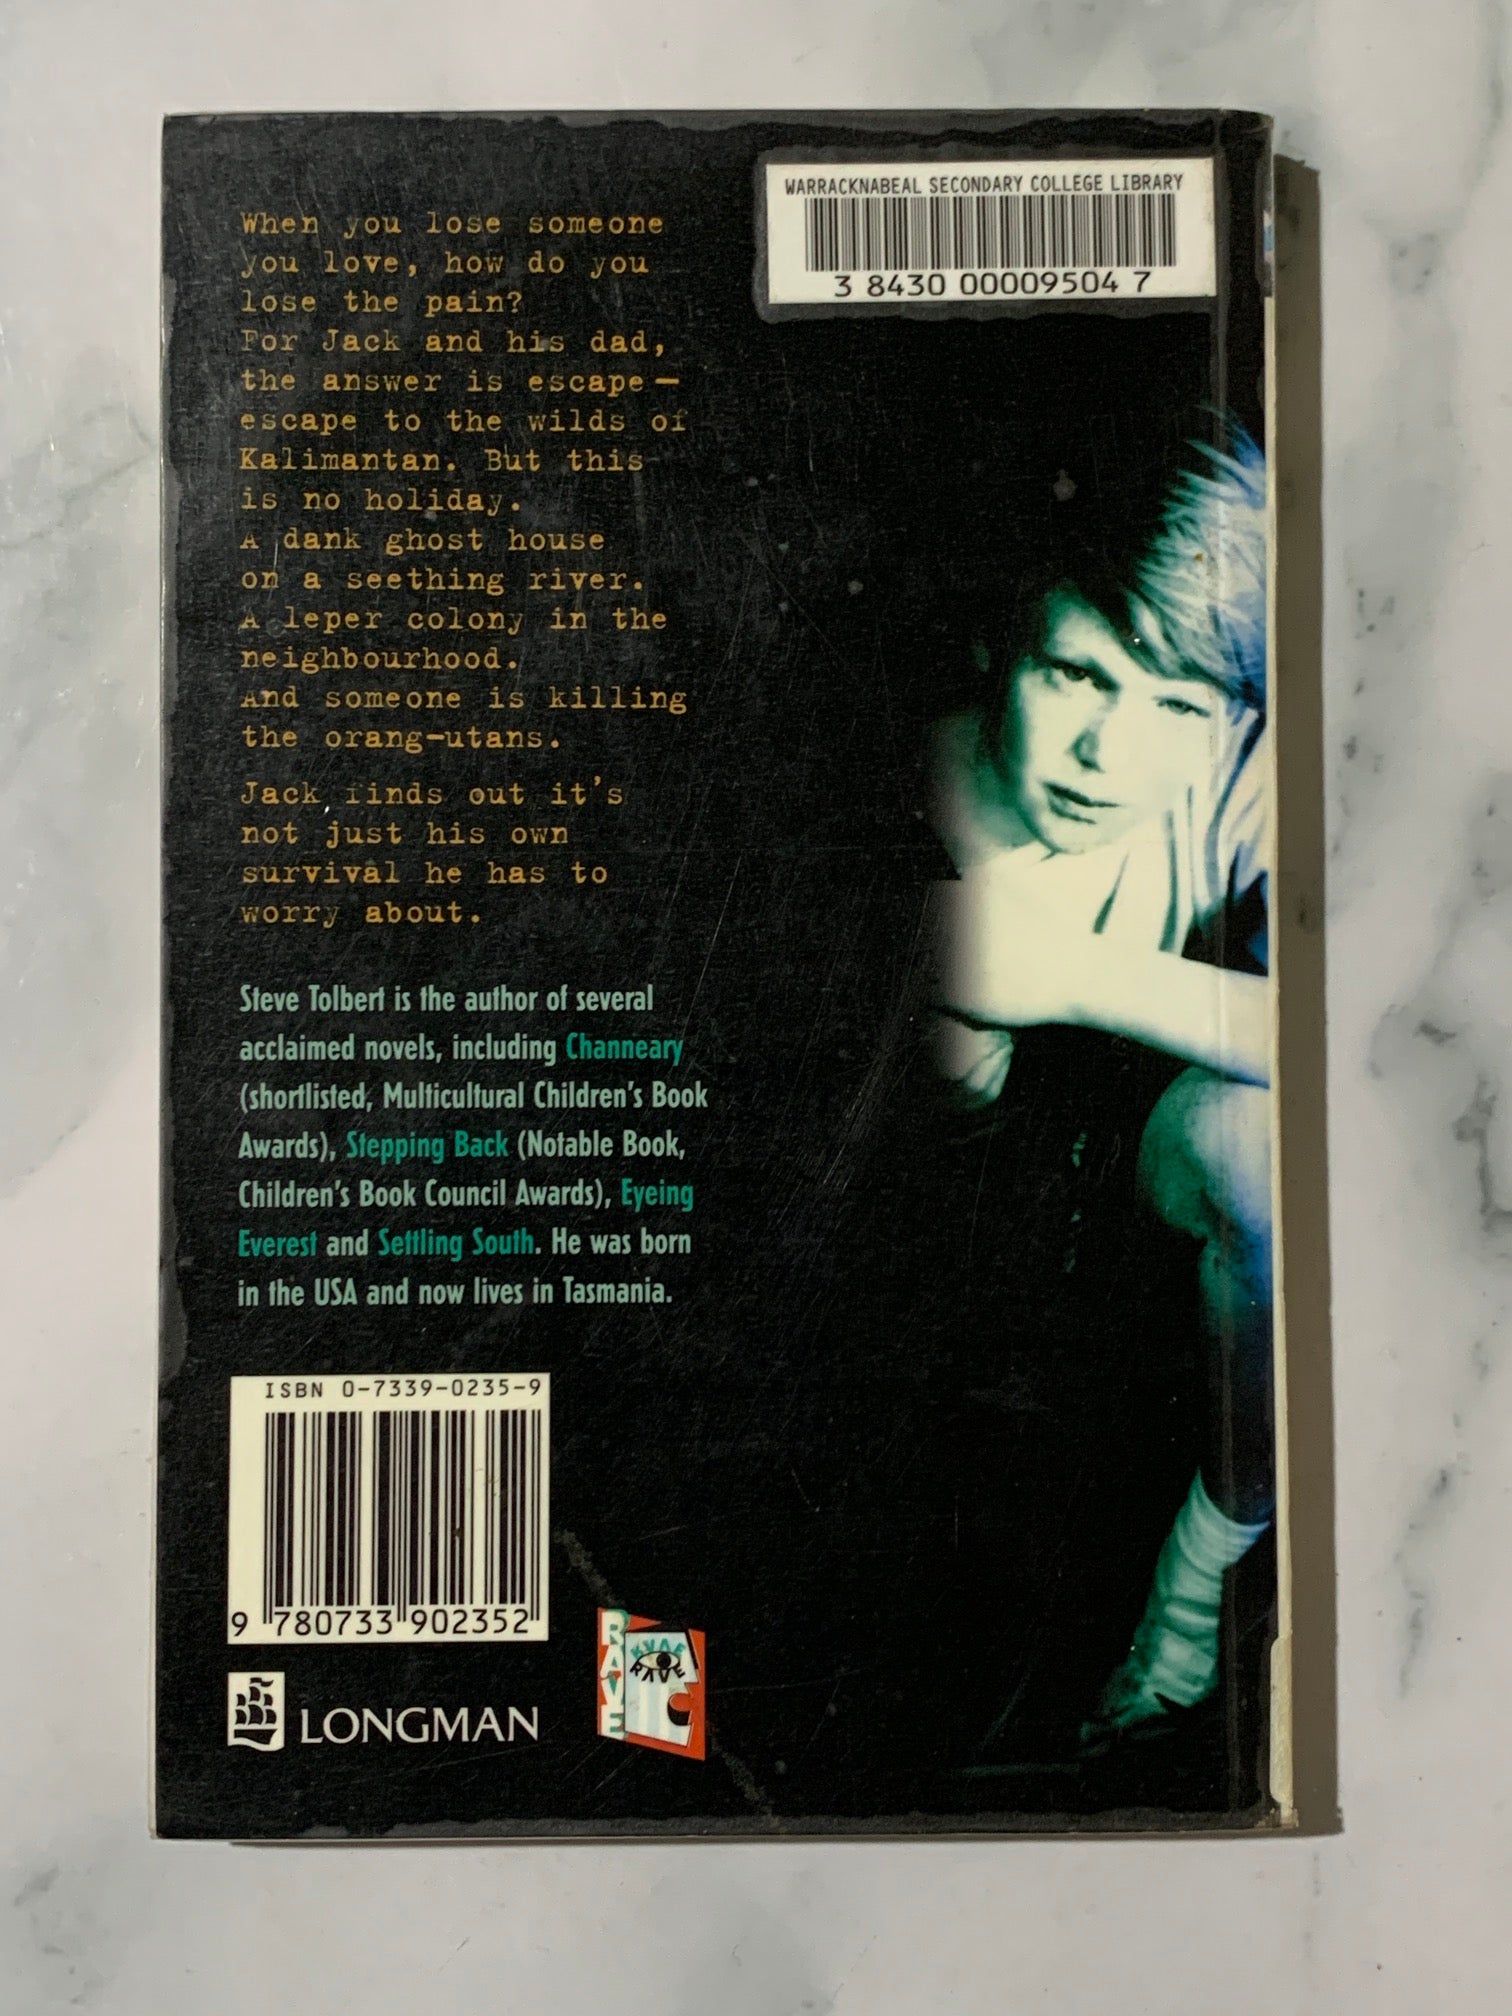 WARRACKNABEAL SECONDARY COLLEGE LIBRARY
3 8430 00009504 7
When you lose someone
you love, how do you
lose the pain?
For Jack and his dad,
the answer is escape—
escape to the wilds of
Kalimantan. But this
is no holiday.
A dank ghost house
on a seething river.
A leper colony in the
neighbourhood.
And someone is killing
the orang-utans.
Jack finds out it's
not just his own
survival he has to
worry about.
Steve Tolbert is the author of several
acclaimed novels, including Channeary
(shortlisted, Multicultural Children's Book
Awards), Stepping Back (Notable Book,
Children's Book Council Awards), Eyeing
Everest and Settling South. He was born
in the USA and now lives in Tasmania.
ISBN 0-7339-0235-9
9 780733 902352
LONGMAN
RAVE
RAVE
RAVE